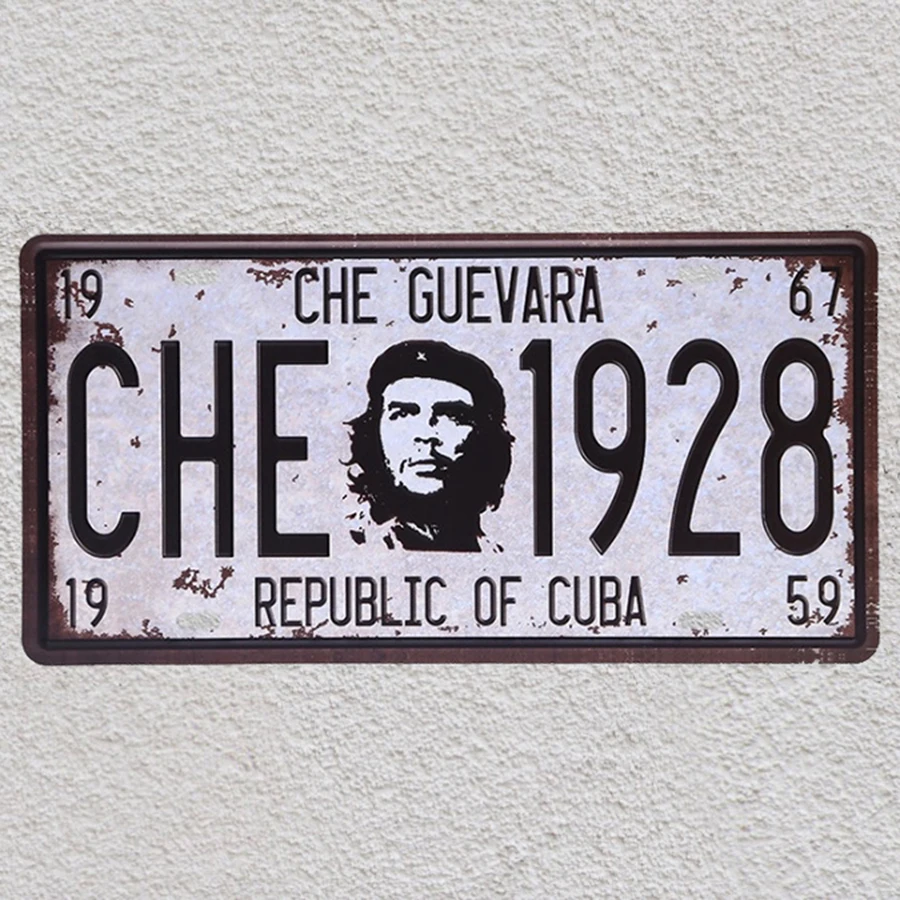 19 CHE GUEVARA 67
CHE 1928
19 REPUBLIC OF CUBA 59